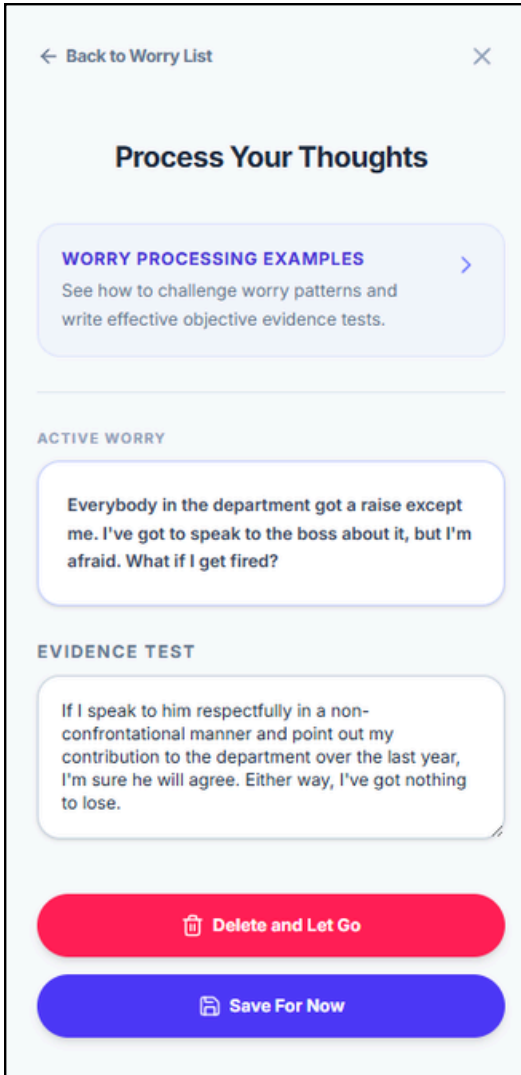 Back to Worry List
Process Your Thoughts
WORRY PROCESSING EXAMPLES
See how to challenge worry patterns and
write effective objective evidence tests.
ACTIVE WORRY
Everybody in the department got a raise except
me. I've got to speak to the boss about it, but I'm
afraid. What if I get fired?
EVIDENCE TEST
If I speak to him respectfully in a non-
confrontational manner and point out my
contribution to the department over the last year,
I'm sure he will agree. Either way, I've got nothing
to lose.
Delete and Let Go
Save For Now